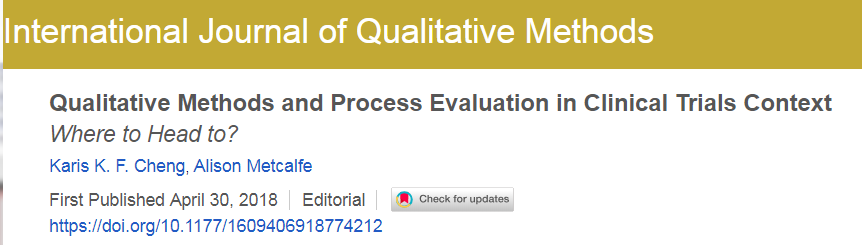 International Journal of Qualitative Methods
Qualitative Methods and Process Evaluation in Clinical Trials Context
Where to Head to?
Karis K. F. Cheng, Alison Metcalfe
First Published April 30, 2018 Editorial Check for updates
https://doi.org/10.1177/1609406918774212